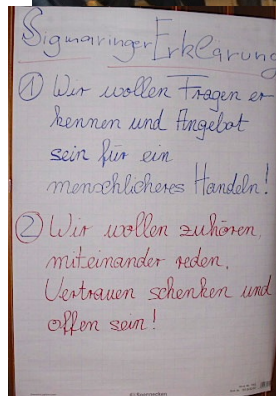 Sigmaringer Erklärung
1) Wir wollen Fragen er
kennen und Angebot
sein für ein
menschlicheres Handeln!
2) Wir wollen zuhören,
miteinander reden,
Vertrauen schenken und
offen sein!